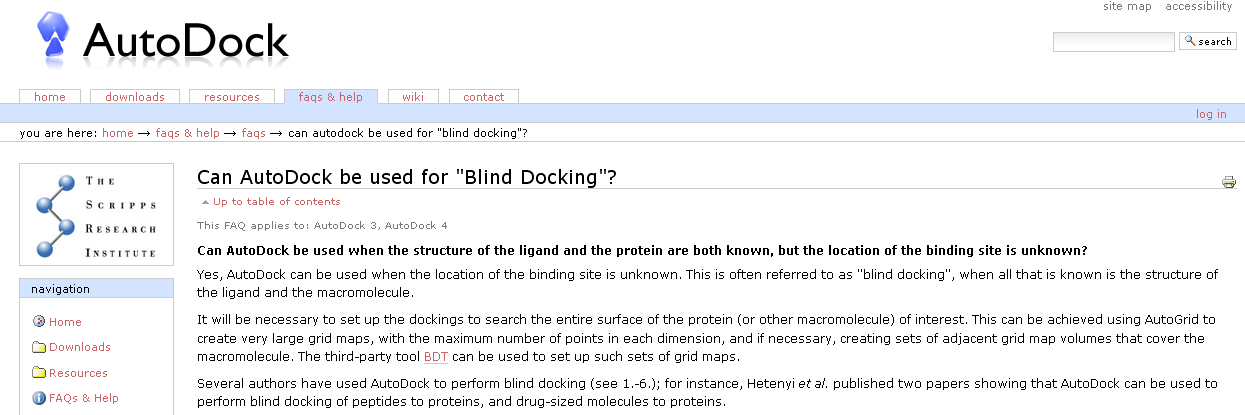 site map accessibility
AutoDock
search
home downloads resources faqs & help wiki contact
log in
you are here: home → faqs & help → faqs → can autodock be used for "blind docking"?
THE
SCRIPPS
RESEARCH
INSTITUTE
navigation
Home
Downloads
Resources
FAQs & Help
Can AutoDock be used for "Blind Docking"?
Up to table of contents
This FAQ applies to: AutoDock 3, AutoDock 4
Can AutoDock be used when the structure of the ligand and the protein are both known, but the location of the binding site is unknown?
Yes, AutoDock can be used when the location of the binding site is unknown. This is often referred to as "blind docking", when all that is known is the structure of
the ligand and the macromolecule.
It will be necessary to set up the dockings to search the entire surface of the protein (or other macromolecule) of interest. This can be achieved using AutoGrid to
create very large grid maps, with the maximum number of points in each dimension, and if necessary, creating sets of adjacent grid map volumes that cover the
macromolecule. The third-party tool BDT can be used to set up such sets of grid maps.
Several authors have used AutoDock to perform blind docking (see 1.-6.); for instance, Hetenyi et al. published two papers showing that AutoDock can be used to
perform blind docking of peptides to proteins, and drug-sized molecules to proteins.